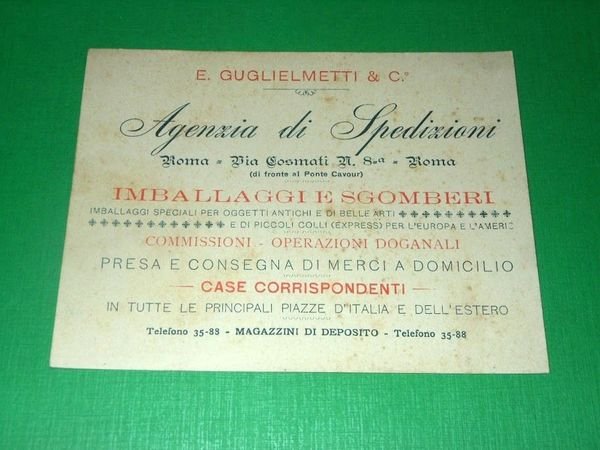 E. GUGLIELMETTI & C.º
Agenzia di Spedizioni
Roma = Via Cosmati N. 8-a = Roma
(di fronte al Ponte Cavour)
IMBALLAGGI E SGOMBERI
IMBALLAGGI SPECIALI PER OGGETTI ANTICHI E DI BELLE ARTI
E DI PICCOLI COLLI (EXPRESS) PER L'EUROPA E L'AMERIC
COMMISSIONI - OPERAZIONI DOGANALI
PRESA E CONSEGNA DI MERCI A DOMICILIO
— CASE CORRISPONDENTI —
IN TUTTE LE PRINCIPALI PIAZZE D'ITALIA E DELL'ESTERO
Telefono 35-88 - MAGAZZINI DI DEPOSITO - Telefono 35-88